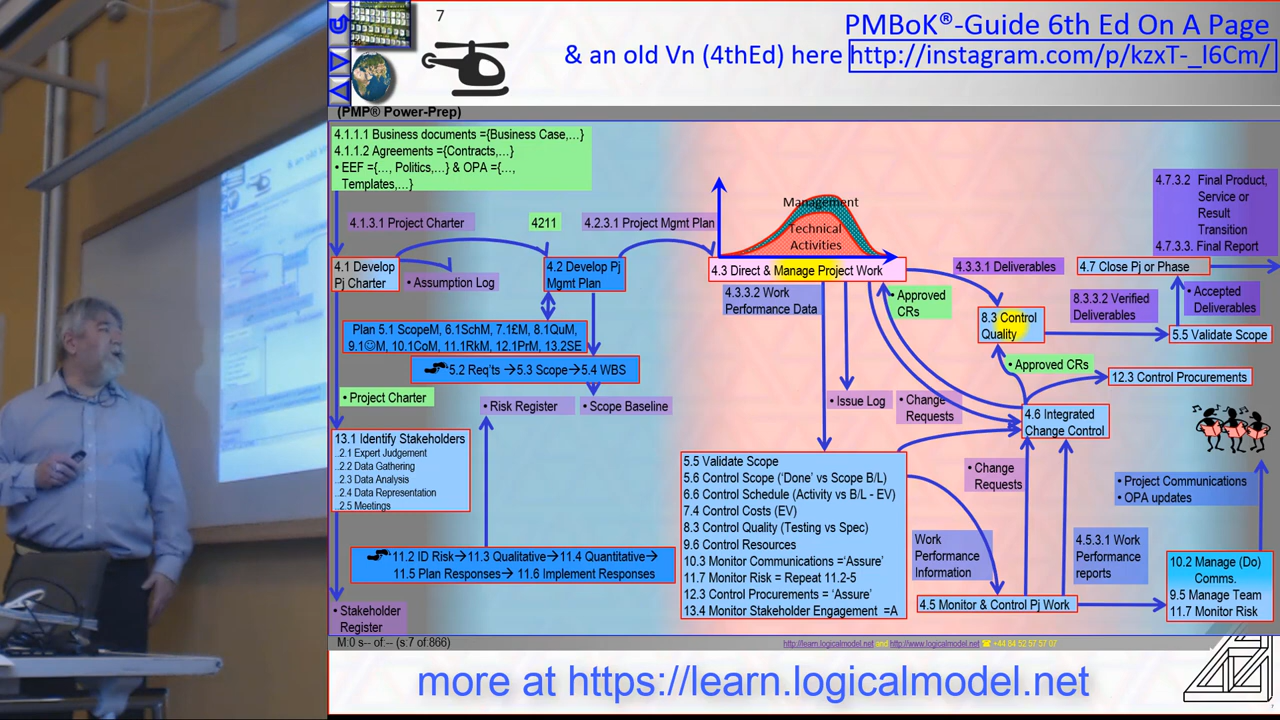 7
PMBoK®-Guide 6th Ed On A Page
& an old Vn (4thEd) here http://instagram.com/p/kzxT-_I6Cm/
(PMP® Power-Prep)
4.1.1.1 Business documents ={Business Case,…}
4.1.1.2 Agreements ={Contracts,…}
• EEF ={…, Politics,…} & OPA ={…,
Templates,…}
4.1.3.1 Project Charter
4211
4.2.3.1 Project Mgmt Plan
4.1 Develop
Pj Charter
• Assumption Log
4.2 Develop Pj
Mgmt Plan
Plan 5.1 ScopeM, 6.1SchM, 7.1£M, 8.1QuM,
9.1☺M, 10.1CoM, 11.1RkM, 12.1PrM, 13.2SE
5.2 Req'ts →5.3 Scope→5.4 WBS
• Project Charter
• Risk Register
• Scope Baseline
13.1 Identify Stakeholders
..2.1 Expert Judgement
..2.2 Data Gathering
..2.3 Data Analysis
..2.4 Data Representation
..2.5 Meetings
11.2 ID Risk→11.3 Qualitative→11.4 Quantitative→
11.5 Plan Responses→ 11.6 Implement Responses
• Stakeholder
Register
Management
Technical
Activities
4.3 Direct & Manage Project Work
4.3.3.2 Work
Performance Data
• Approved
CRs
• Issue Log
• Change
Requests
4.3.3.1 Deliverables
8.3 Control
Quality
4.7.3.2 Final Product,
Service or
Result
Transition
4.7.3.3. Final Report
4.7 Close Pj or Phase
8.3.3.2 Verified
Deliverables
• Accepted
Deliverables
5.5 Validate Scope
• Approved CRs
12.3 Control Procurements
4.6 Integrated
Change Control
5.5 Validate Scope
5.6 Control Scope ('Done' vs Scope B/L)
6.6 Control Schedule (Activity vs B/L - EV)
7.4 Control Costs (EV)
8.3 Control Quality (Testing vs Spec)
9.6 Control Resources
10.3 Monitor Communications ='Assure'
11.7 Monitor Risk = Repeat 11.2-5
12.3 Control Procurements = 'Assure'
13.4 Monitor Stakeholder Engagement =A
• Change
Requests
Work
Performance
Information
4.5.3.1 Work
Performance
reports
• Project Communications
• OPA updates
4.5 Monitor & Control Pj Work
10.2 Manage (Do)
Comms.
9.5 Manage Team
11.7 Monitor Risk
M:0 s-- of:-- (s:7 of:866)
http://learn.logicalmodel.net and http://www.logicalmodel.net ☎+44 84 52 57 57 07
more at https://learn.logicalmodel.net